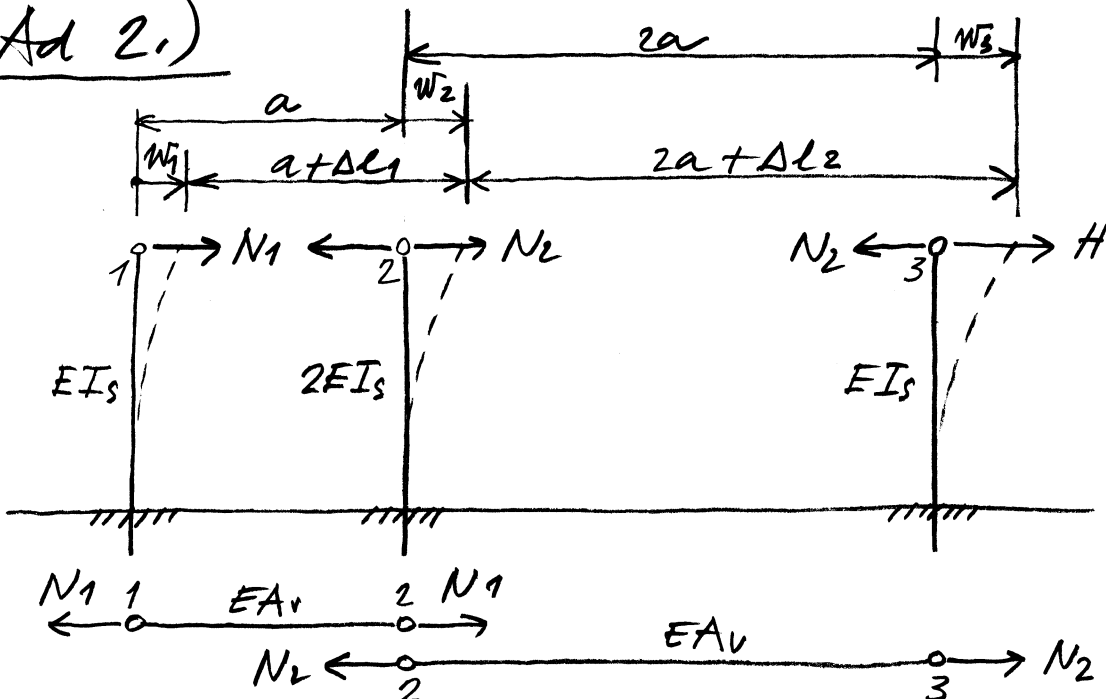 Ad 2.)
2a w3
a w2
w1 a+Δl1 2a+Δl2
N1 N2 N2 H
1 2 3
EIs 2EIs EIs
N1 1 EAv 2 N1
EAv
N2 2 3 N2